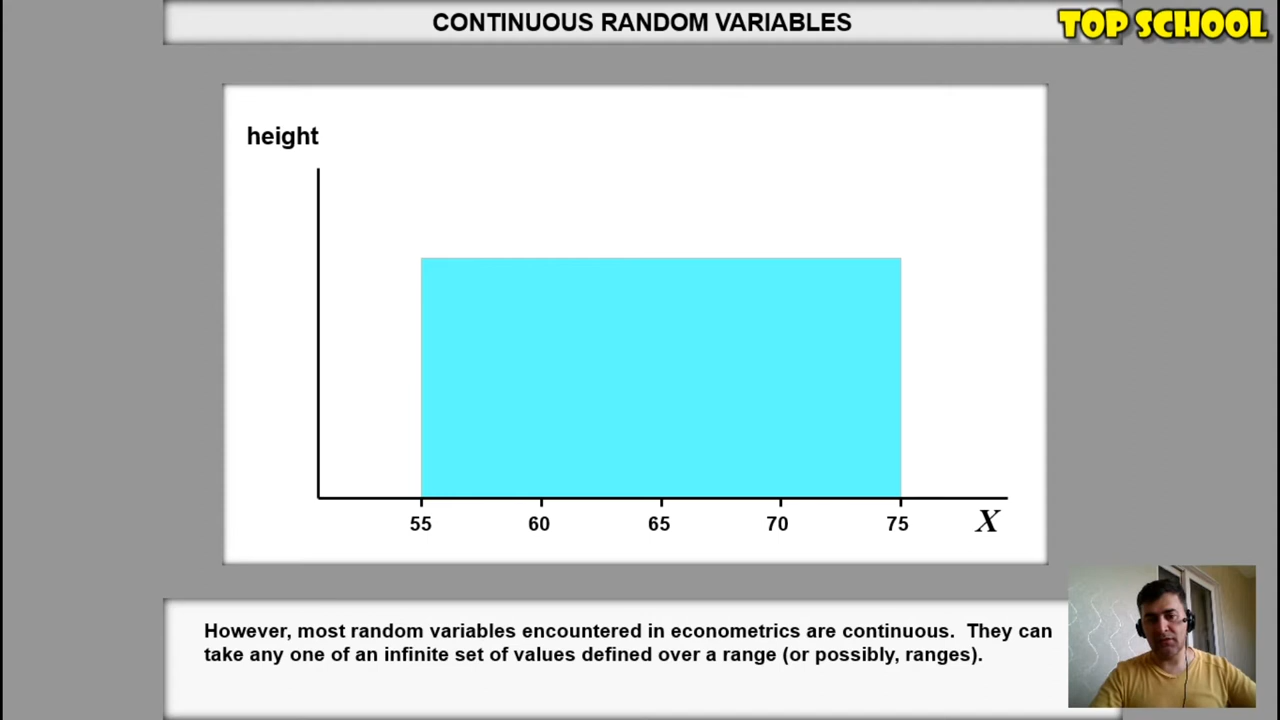 CONTINUOUS RANDOM VARIABLES
TOP SCHOOL
height
55 60 65 70 75 X
However, most random variables encountered in econometrics are continuous. They can
take any one of an infinite set of values defined over a range (or possibly, ranges).